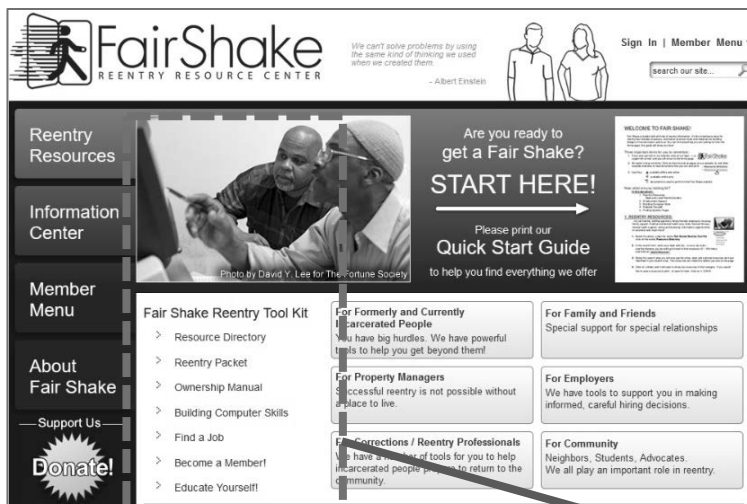 FairShake
REENTRY RESOURCE CENTER
We can't solve problems by using
the same kind of thinking we used
when we created them.
- Albert Einstein
Sign In | Member Menu
search our site...
Reentry
Resources
Information
Center
Member
Menu
About
Fair Shake
Support Us
Donate!
Photo by David Y. Lee for The Fortune Society
Are you ready to
get a Fair Shake?
START HERE!
Please print our
Quick Start Guide
to help you find everything we offer
WELCOME TO FAIR SHAKE!
Fair Shake Reentry Tool Kit
> Resource Directory
> Reentry Packet
> Ownership Manual
> Building Computer Skills
> Find a Job
> Become a Member!
> Educate Yourself!
For Formerly and Currently
Incarcerated People
You have big hurdles. We have powerful
tools to help you get beyond them!
For Family and Friends
Special support for special relationships
For Property Managers
Successful reentry is not possible without
a place to live.
For Employers
We have tools to support you in making
informed, careful hiring decisions.
For Corrections / Reentry Professionals
We have a number of tools for you to help
incarcerated people prepare to return to the
community.
For Community
Neighbors, Students, Advocates.
We all play an important role in reentry.